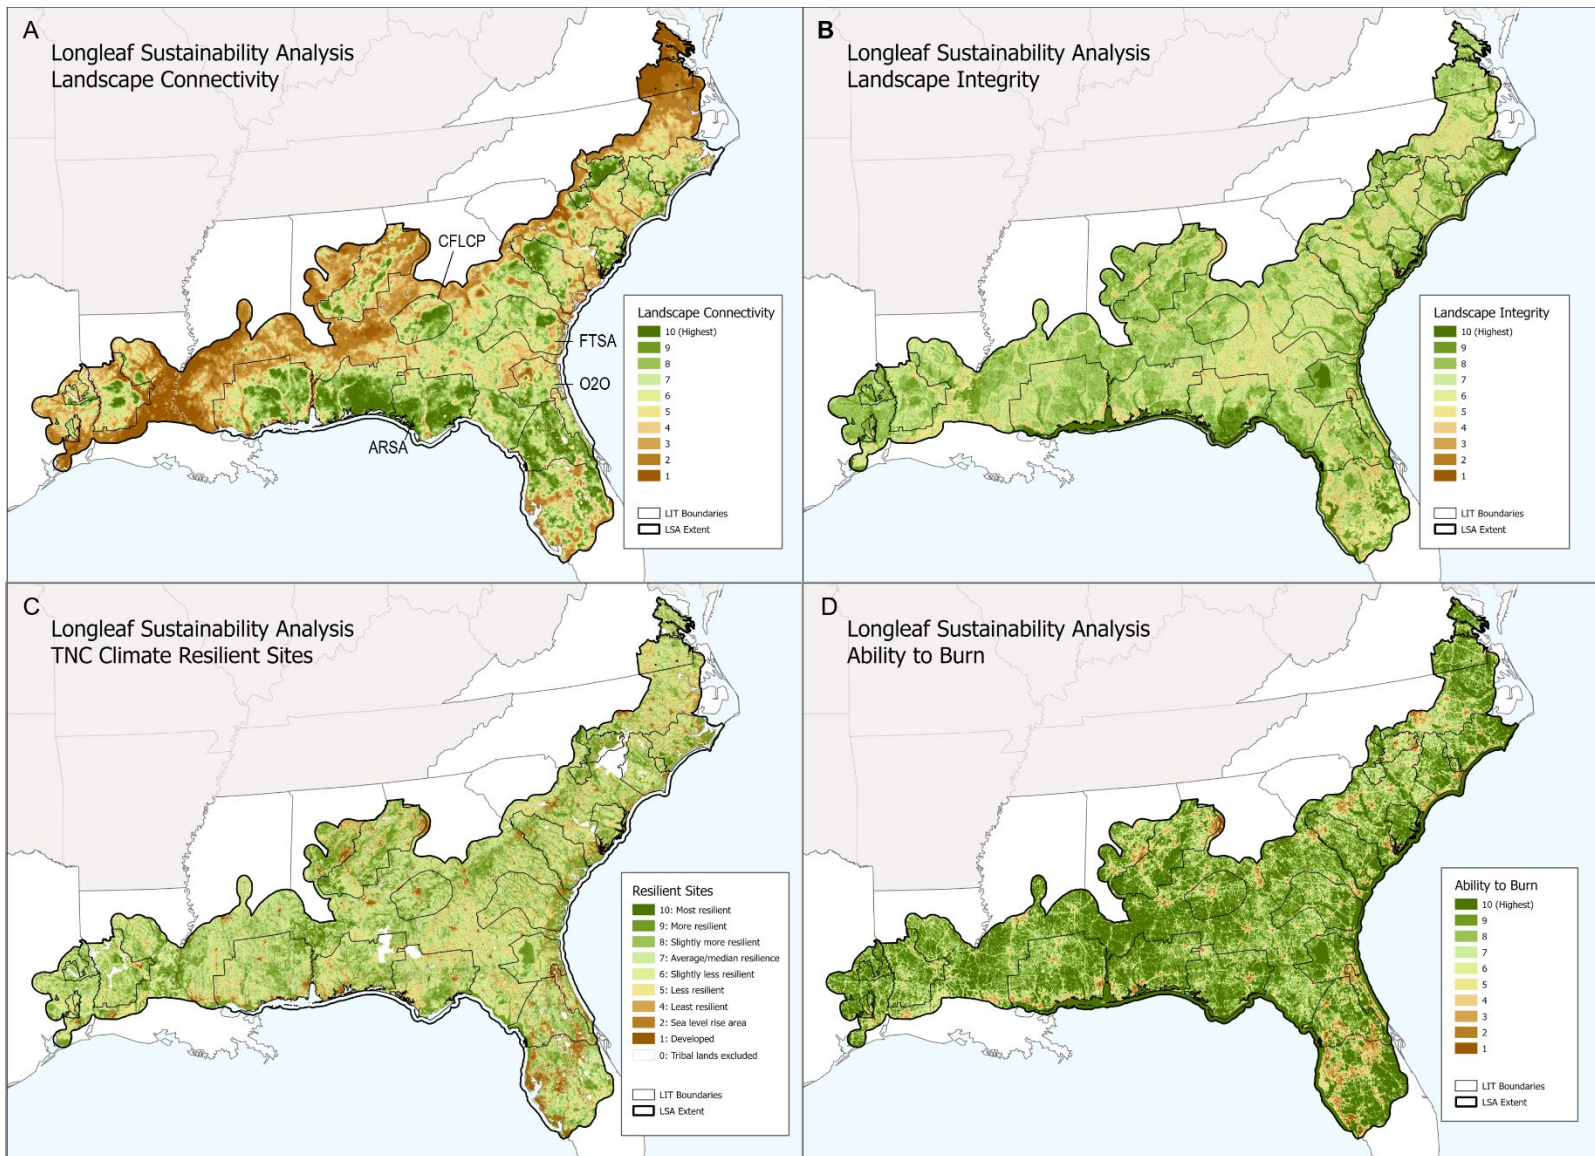 A
Longleaf Sustainability Analysis
Landscape Connectivity
CFLCP
FTSA
O2O
ARSA
Landscape Connectivity
10 (Highest)
9
8
7
6
5
4
3
2
1
LIT Boundaries
LSA Extent
B
Longleaf Sustainability Analysis
Landscape Integrity
Landscape Integrity
10 (Highest)
9
8
7
6
5
4
3
2
1
LIT Boundaries
LSA Extent
C
Longleaf Sustainability Analysis
TNC Climate Resilient Sites
Resilient Sites
10: Most resilient
9: More resilient
8: Slightly more resilient
7: Average/median resilience
6: Slightly less resilient
5: Less resilient
4: Least resilient
2: Sea level rise area
1: Developed
0: Tribal lands excluded
LIT Boundaries
LSA Extent
D
Longleaf Sustainability Analysis
Ability to Burn
Ability to Burn
10 (Highest)
9
8
7
6
5
4
3
2
1
LIT Boundaries
LSA Extent